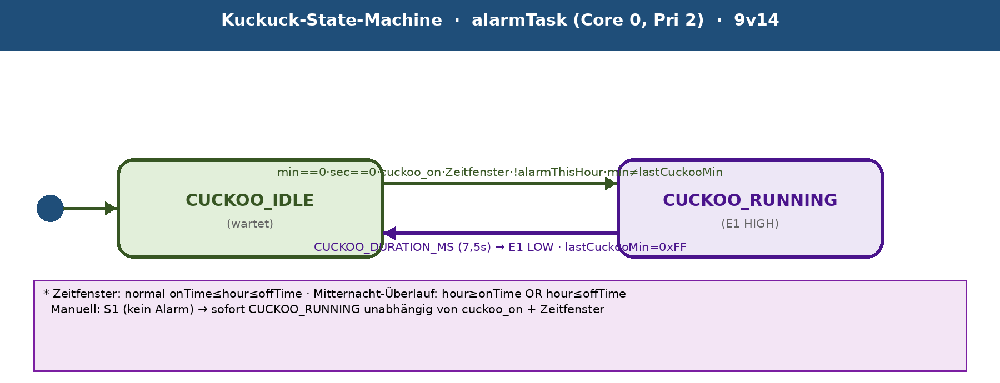 Kuckuck-State-Machine · alarmTask (Core 0, Pri 2) · 9v14
min==0·sec==0·cuckoo_on·Zeitfenster·!alarmThisHour·min≠lastCuckooMin
CUCKOO_IDLE
(wartet)
CUCKOO_RUNNING
(E1 HIGH)
CUCKOO_DURATION_MS (7,5s) → E1 LOW · lastCuckooMin=0xFF
* Zeitfenster: normal onTime≤hour≤offTime · Mitternacht-Überlauf: hour≥onTime OR hour≤offTime
Manuell: S1 (kein Alarm) → sofort CUCKOO_RUNNING unabhängig von cuckoo_on + Zeitfenster